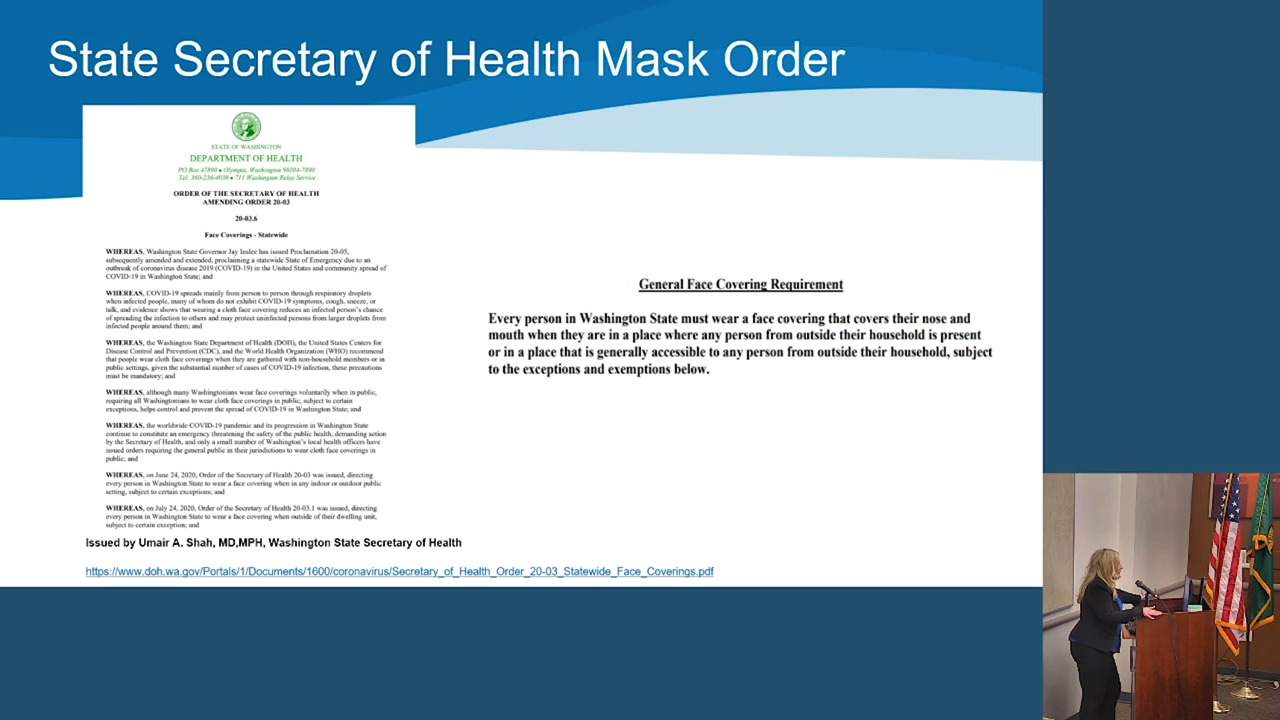 State Secretary of Health Mask Order
STATE OF WASHINGTON
DEPARTMENT OF HEALTH
PO Box 47890 • Olympia, Washington 98504-7890
Tel: 360-236-4030 • 711 Washington Relay Service
ORDER OF THE SECRETARY OF HEALTH
AMENDING ORDER 20-03
20-03.6
Face Coverings - Statewide
WHEREAS, Washington State Governor Jay Inslee has issued Proclamation 20-05,
subsequently amended and extended, proclaiming a statewide State of Emergency due to an
outbreak of coronavirus disease 2019 (COVID-19) in the United States and community spread of
COVID-19 in Washington State; and
WHEREAS, COVID-19 spreads mainly from person to person through respiratory droplets
when infected people, many of whom do not exhibit COVID-19 symptoms, cough, sneeze, or
talk, and evidence shows that wearing a cloth face covering reduces an infected person's chance
of spreading the infection to others and may protect uninfected persons from larger droplets from
infected people around them; and
WHEREAS, the Washington State Department of Health (DOH), the United States Centers for
Disease Control and Prevention (CDC), and the World Health Organization (WHO) recommend
that people wear cloth face coverings when they are gathered with non-household members or in
public settings, given the substantial number of cases of COVID-19 infection, these precautions
must be mandatory; and
WHEREAS, although many Washingtonians wear face coverings voluntarily when in public,
requiring all Washingtonians to wear cloth face coverings in public, subject to certain
exceptions, helps control and prevent the spread of COVID-19 in Washington State; and
WHEREAS, the worldwide COVID-19 pandemic and its progression in Washington State
continue to constitute an emergency threatening the safety of the public health, demanding action
by the Secretary of Health, and only a small number of Washington's local health officers have
issued orders requiring the general public in their jurisdictions to wear cloth face coverings in
public; and
WHEREAS, on June 24, 2020, Order of the Secretary of Health 20-03 was issued, directing
every person in Washington State to wear a face covering when in any indoor or outdoor public
setting, subject to certain exceptions; and
WHEREAS, on July 24, 2020, Order of the Secretary of Health 20-03.1 was issued, directing
every person in Washington State to wear a face covering when outside of their dwelling unit,
subject to certain exception; and
General Face Covering Requirement
Every person in Washington State must wear a face covering that covers their nose and
mouth when they are in a place where any person from outside their household is present
or in a place that is generally accessible to any person from outside their household, subject
to the exceptions and exemptions below.
Issued by Umair A. Shah, MD,MPH, Washington State Secretary of Health
https://www.doh.wa.gov/Portals/1/Documents/1600/coronavirus/Secretary_of_Health_Order_20-03_Statewide_Face_Coverings.pdf